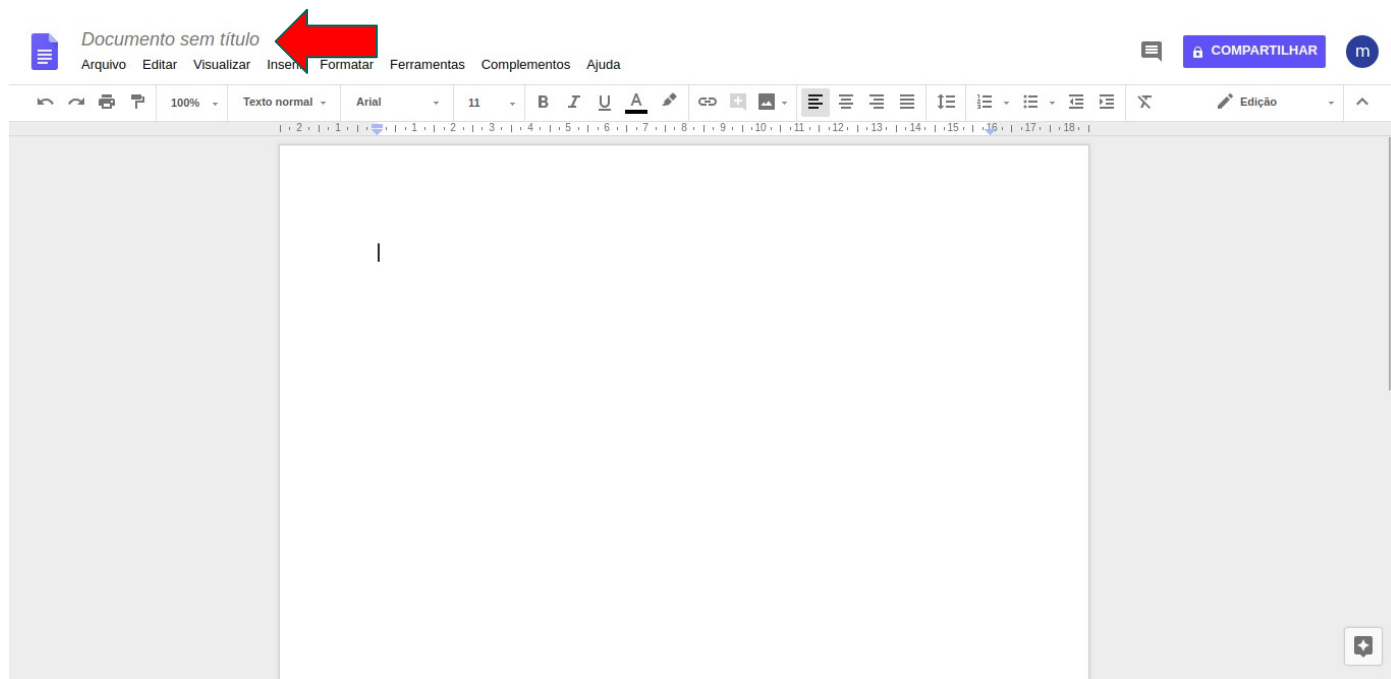 Documento sem título
Arquivo Editar Visualizar Inserir Formatar Ferramentas Complementos Ajuda
COMPARTILHAR
m
100% Texto normal Arial 11 B I U A Edição
2 1 1 2 3 4 5 6 7 8 9 10 11 12 13 14 15 16 17 18